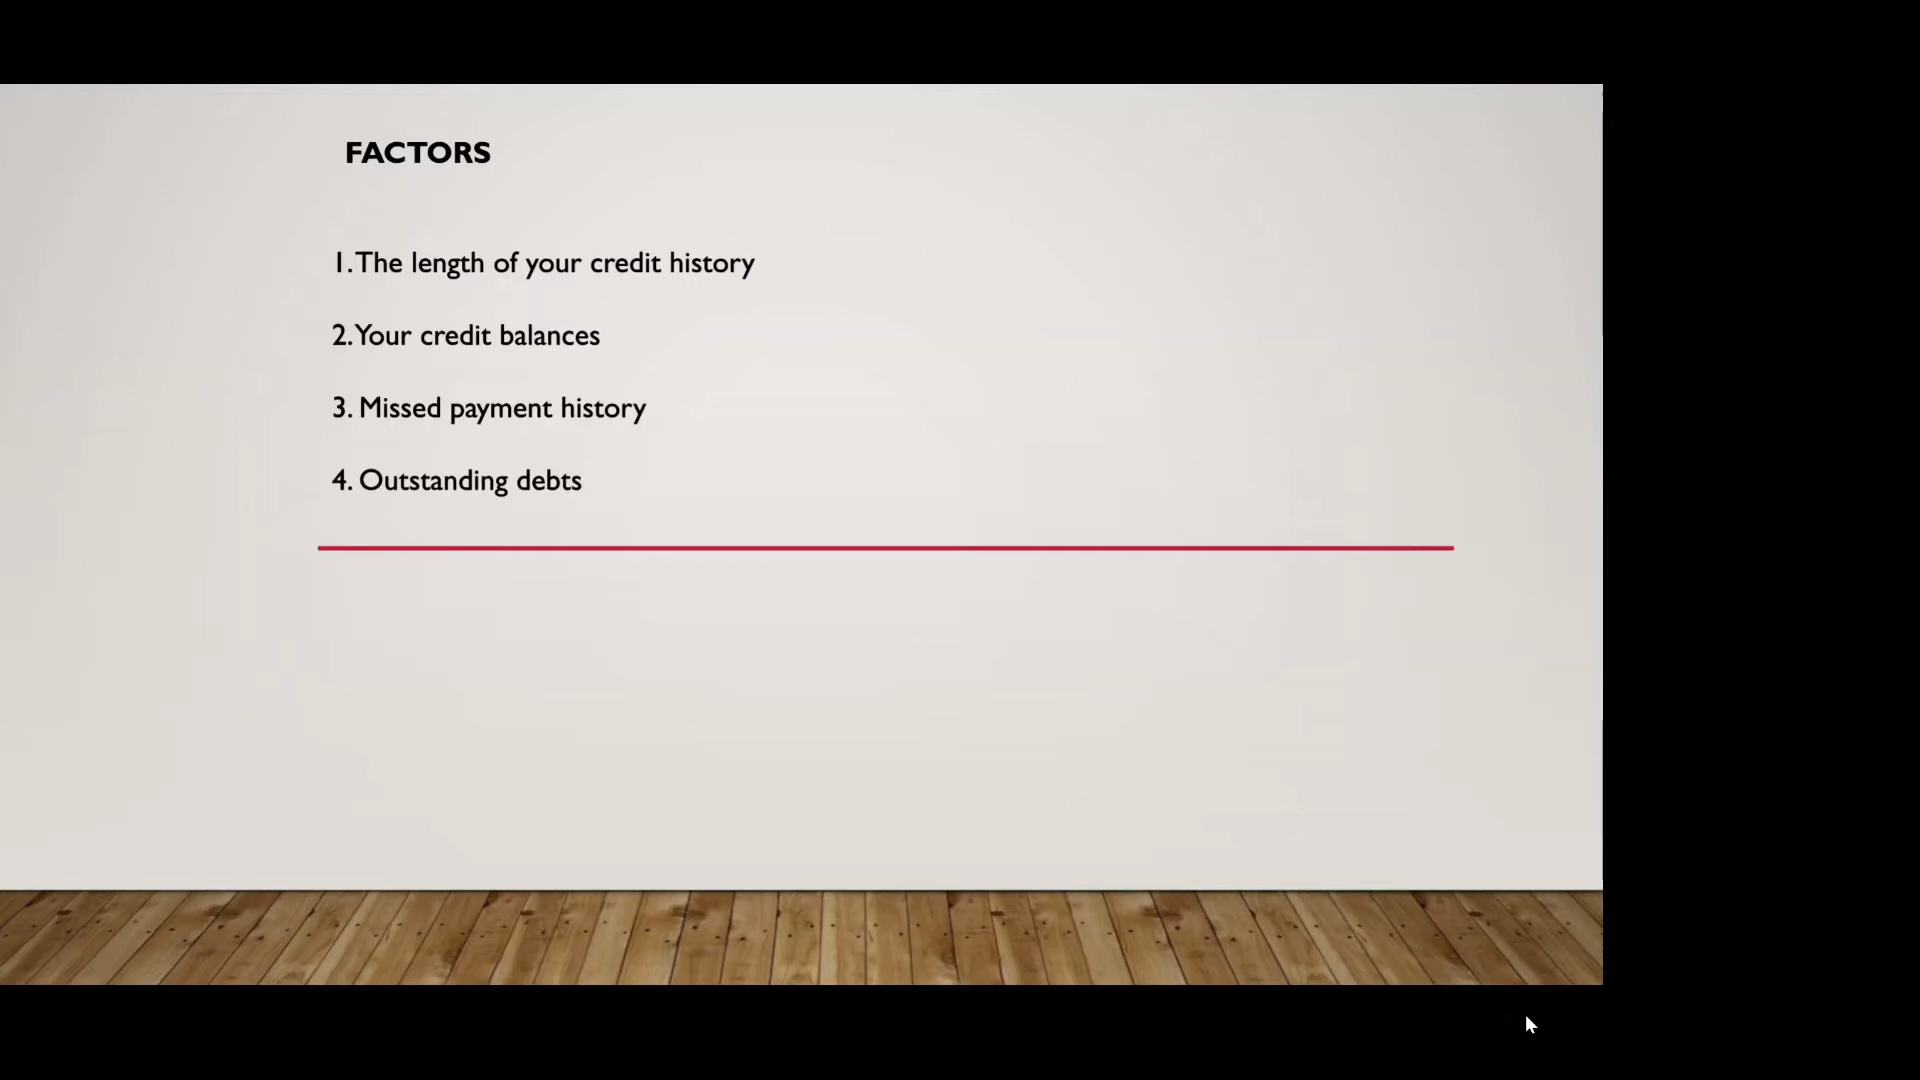 FACTORS
1. The length of your credit history
2. Your credit balances
3. Missed payment history
4. Outstanding debts